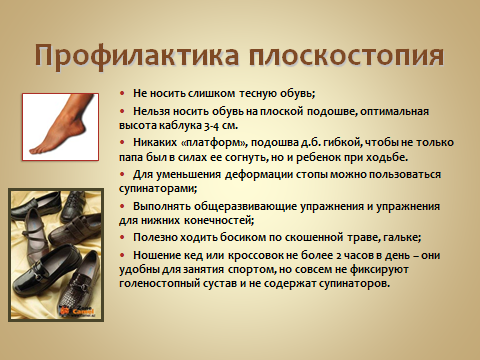 Профилактика плоскостопия
• Не носить слишком тесную обувь;
• Нельзя носить обувь на плоской подошве, оптимальная
высота каблука 3-4 см.
• Никаких «платформ», подошва д.б. гибкой, чтобы не только
папа был в силах ее согнуть, но и ребенок при ходьбе.
• Для уменьшения деформации стопы можно пользоваться
супинаторами;
• Выполнять общеразвивающие упражнения и упражнения
для нижних конечностей;
• Полезно ходить босиком по скошенной траве, гальке;
• Ношение кед или кроссовок не более 2 часов в день – они
удобны для занятия спортом, но совсем не фиксируют
голеностопный сустав и не содержат супинаторов.